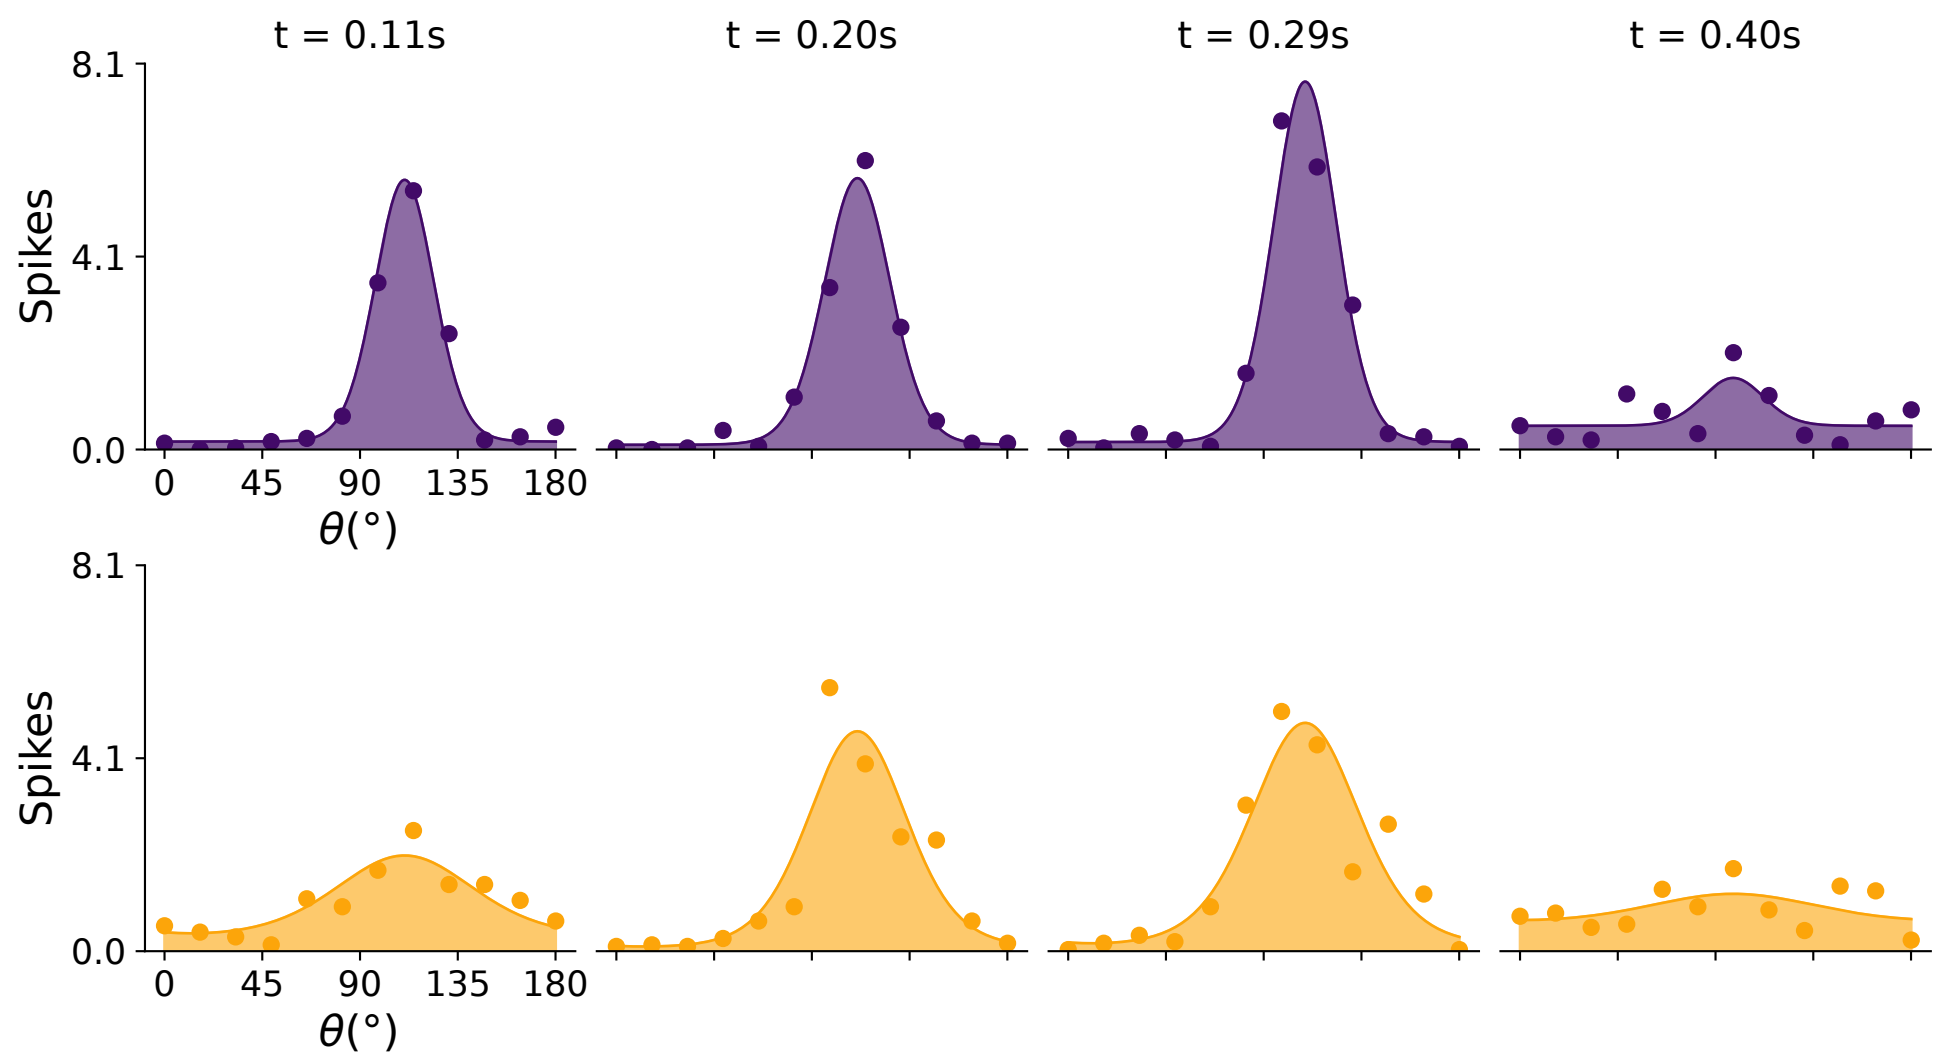 t = 0.11s t = 0.20s t = 0.29s t = 0.40s
8.1
4.1
0.0
Spikes
0 45 90 135 180
θ(°)
8.1
4.1
0.0
Spikes
0 45 90 135 180
θ(°)